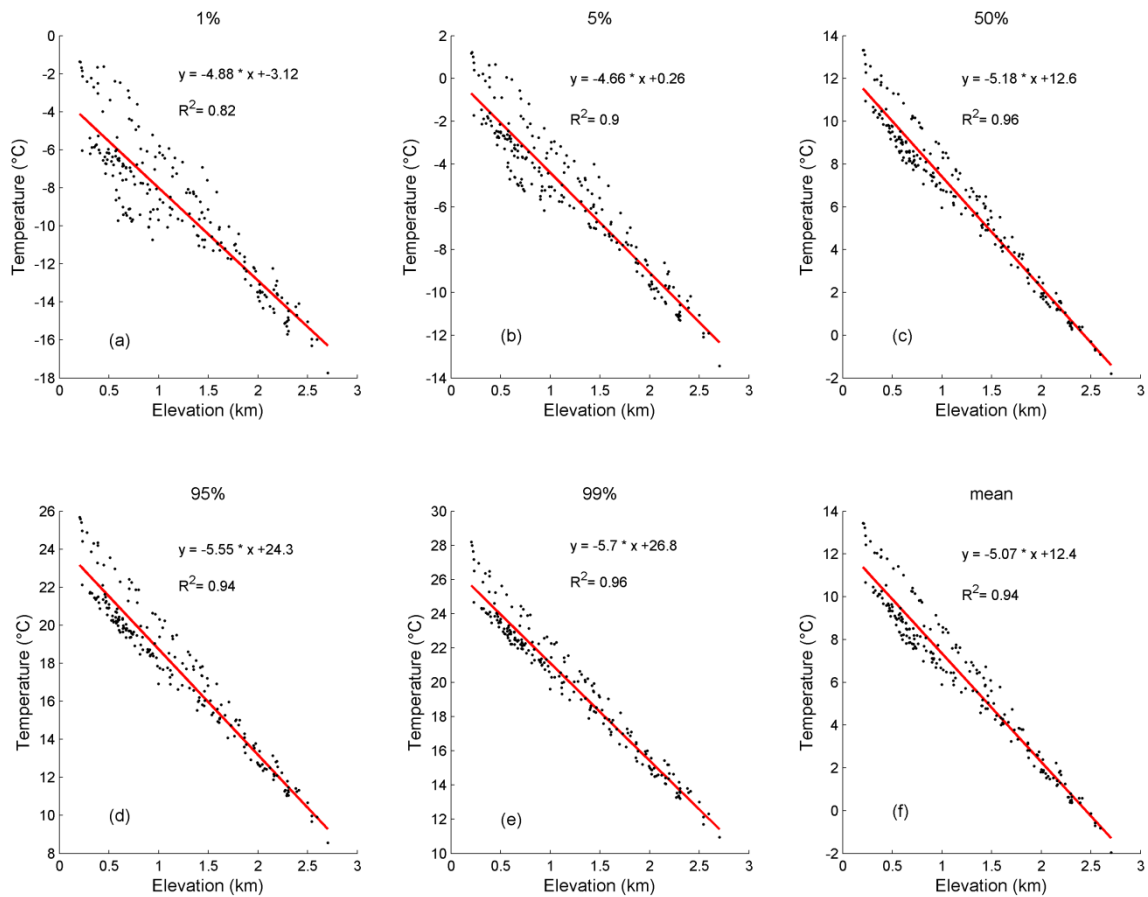 1%
y = -4.88 * x +-3.12
R2= 0.82
(a)
Temperature (°C)
0
-2
-4
-6
-8
-10
-12
-14
-16
-18
0 0.5 1 1.5 2 2.5 3
Elevation (km)
5%
y = -4.66 * x +0.26
R2= 0.9
(b)
Temperature (°C)
2
0
-2
-4
-6
-8
-10
-12
-14
0 0.5 1 1.5 2 2.5 3
Elevation (km)
50%
y = -5.18 * x +12.6
R2= 0.96
(c)
Temperature (°C)
14
12
10
8
6
4
2
0
-2
0 0.5 1 1.5 2 2.5 3
Elevation (km)
95%
y = -5.55 * x +24.3
R2= 0.94
(d)
Temperature (°C)
26
24
22
20
18
16
14
12
10
8
0 0.5 1 1.5 2 2.5 3
Elevation (km)
99%
y = -5.7 * x +26.8
R2= 0.96
(e)
Temperature (°C)
30
28
26
24
22
20
18
16
14
12
10
0 0.5 1 1.5 2 2.5 3
Elevation (km)
mean
y = -5.07 * x +12.4
R2= 0.94
(f)
Temperature (°C)
14
12
10
8
6
4
2
0
-2
0 0.5 1 1.5 2 2.5 3
Elevation (km)